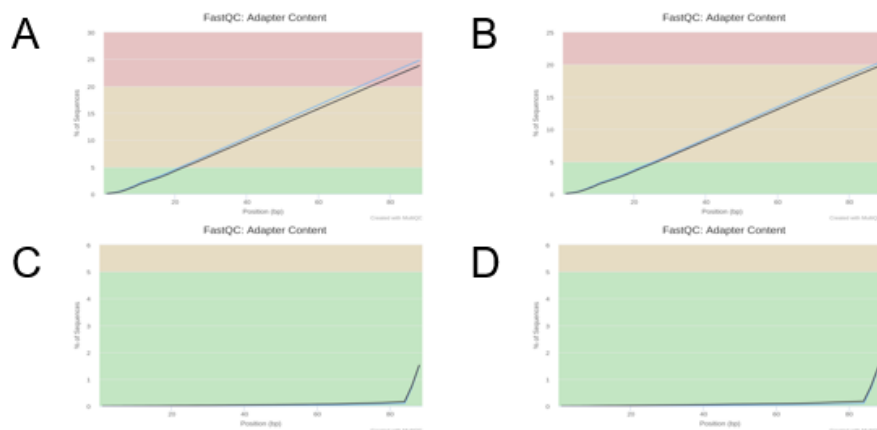 A
FastQC: Adapter Content
30
25
20
15
10
5
0
% of Sequences
20
40
60
80
Position (bp)
Created with MultiQC
B
FastQC: Adapter Content
25
20
15
10
5
0
% of Sequences
20
40
60
80
Position (bp)
C
FastQC: Adapter Content
6
5
4
3
2
1
0
% of Sequences
20
40
60
80
Position (bp)
D
FastQC: Adapter Content
6
5
4
3
2
1
0
% of Sequences
20
40
60
80
Position (bp)